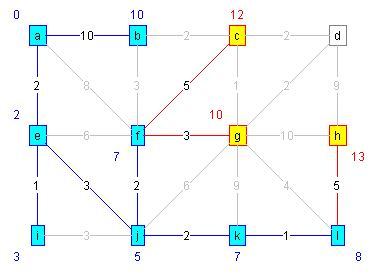 0 10 12
a 10 b 2 c 2 d
2 8 3 5 1 2 9
2 10
e 6 f 3 g 10 h
7 13
1 3 2 6 9 4 5
i 3 j 2 k 1 l
3 5 7 8